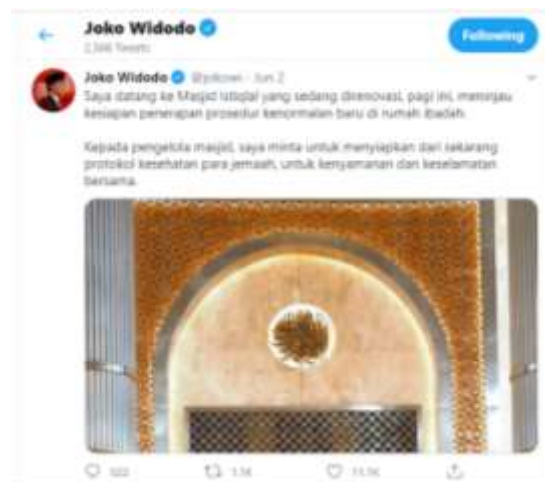 Joko Widodo
Following
Tweets
Joko Widodo @jokowi · Jun 2
Saya datang ke Masjid Istiqlal yang sedang direnovasi, pagi ini, meninjau
kesiapan penerapan prosedur kenormalan baru di rumah ibadah.
Kepada pengelola masjid, saya minta untuk menyiapkan dari sekarang
protokol kesehatan para jemaah, untuk kenyamanan dan keselamatan
bersama.
1.1K